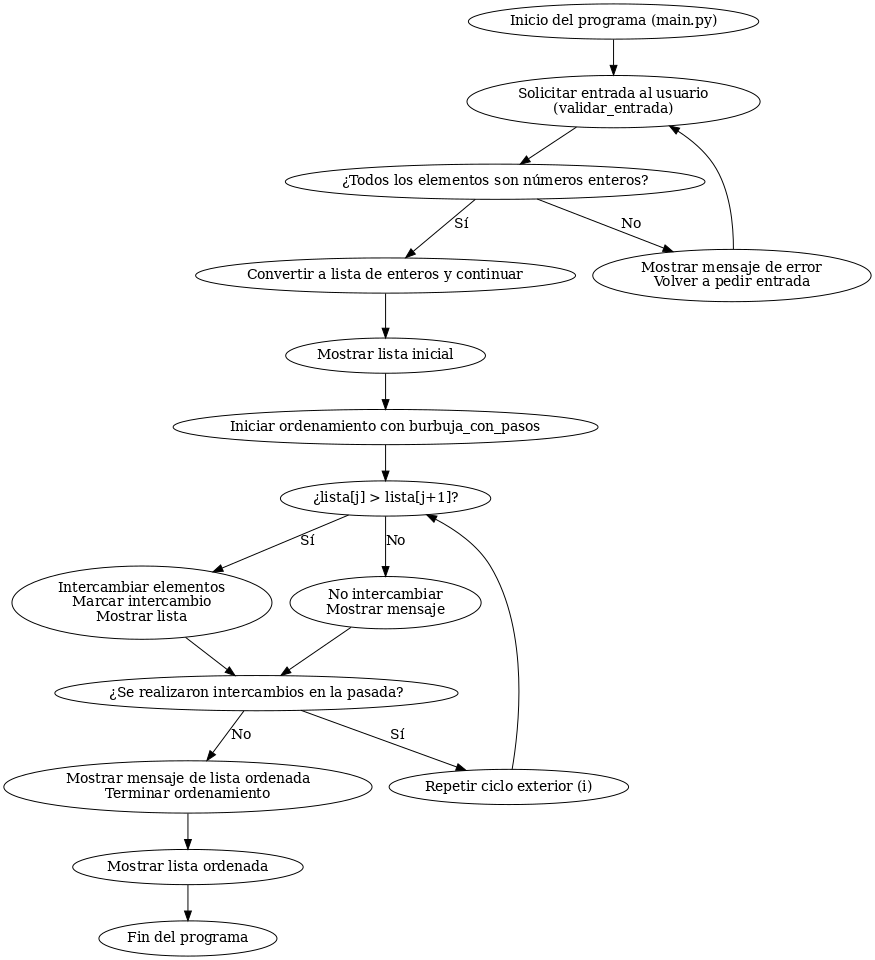 Inicio del programa (main.py)
Solicitar entrada al usuario
(validar_entrada)
¿Todos los elementos son números enteros?
Sí
No
Convertir a lista de enteros y continuar
Mostrar mensaje de error
Volver a pedir entrada
Mostrar lista inicial
Iniciar ordenamiento con burbuja_con_pasos
¿lista[j] > lista[j+1]?
Sí
No
Intercambiar elementos
Marcar intercambio
Mostrar lista
No intercambiar
Mostrar mensaje
¿Se realizaron intercambios en la pasada?
No
Sí
Mostrar mensaje de lista ordenada
Terminar ordenamiento
Repetir ciclo exterior (i)
Mostrar lista ordenada
Fin del programa